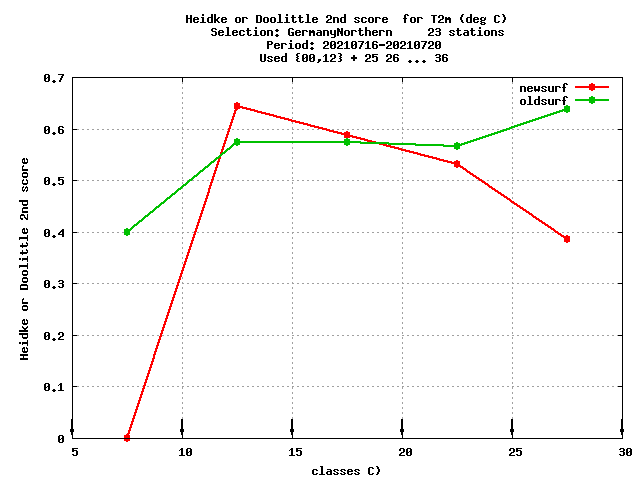 Heidke or Doolittle 2nd score  for T2m (deg C)
Selection: GermanyNorthern     23 stations
Period: 20210716-20210720
Used {00,12} + 25 26 ... 36
newsurf
oldsurf
Heidke or Doolittle 2nd score
0.7
0.6
0.5
0.4
0.3
0.2
0.1
0
5 10 15 20 25 30
classes C)